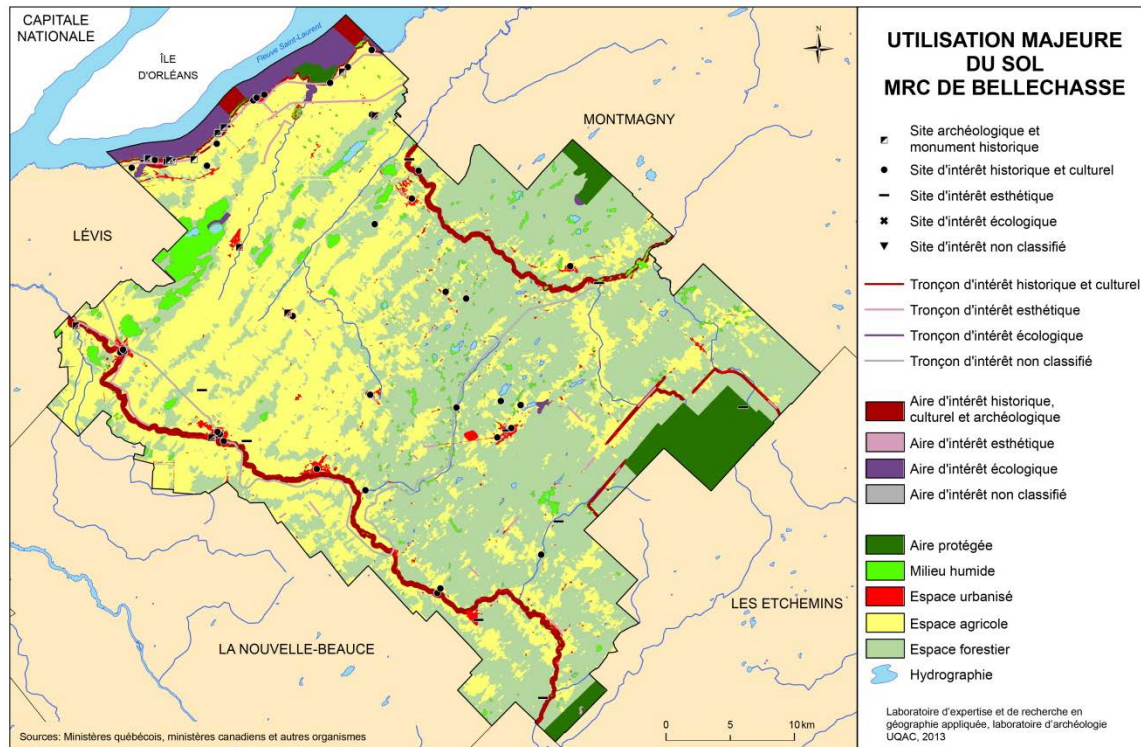 CAPITALE
NATIONALE
ÎLE
D'ORLÉANS
Fleuve Saint-Laurent
N
MONTMAGNY
LÉVIS
LES ETCHEMINS
LA NOUVELLE-BEAUCE
0 5 10 km
Sources: Ministères québécois, ministères canadiens et autres organismes
UTILISATION MAJEURE
DU SOL
MRC DE BELLECHASSE
Site archéologique et
monument historique
Site d'intérêt historique et culturel
Site d'intérêt esthétique
Site d'intérêt écologique
Site d'intérêt non classifié
Tronçon d'intérêt historique et culturel
Tronçon d'intérêt esthétique
Tronçon d'intérêt écologique
Tronçon d'intérêt non classifié
Aire d'intérêt historique,
culturel et archéologique
Aire d'intérêt esthétique
Aire d'intérêt écologique
Aire d'intérêt non classifié
Aire protégée
Milieu humide
Espace urbanisé
Espace agricole
Espace forestier
Hydrographie
Laboratoire d'expertise et de recherche en
géographie appliquée, laboratoire d'archéologie
UQAC, 2013